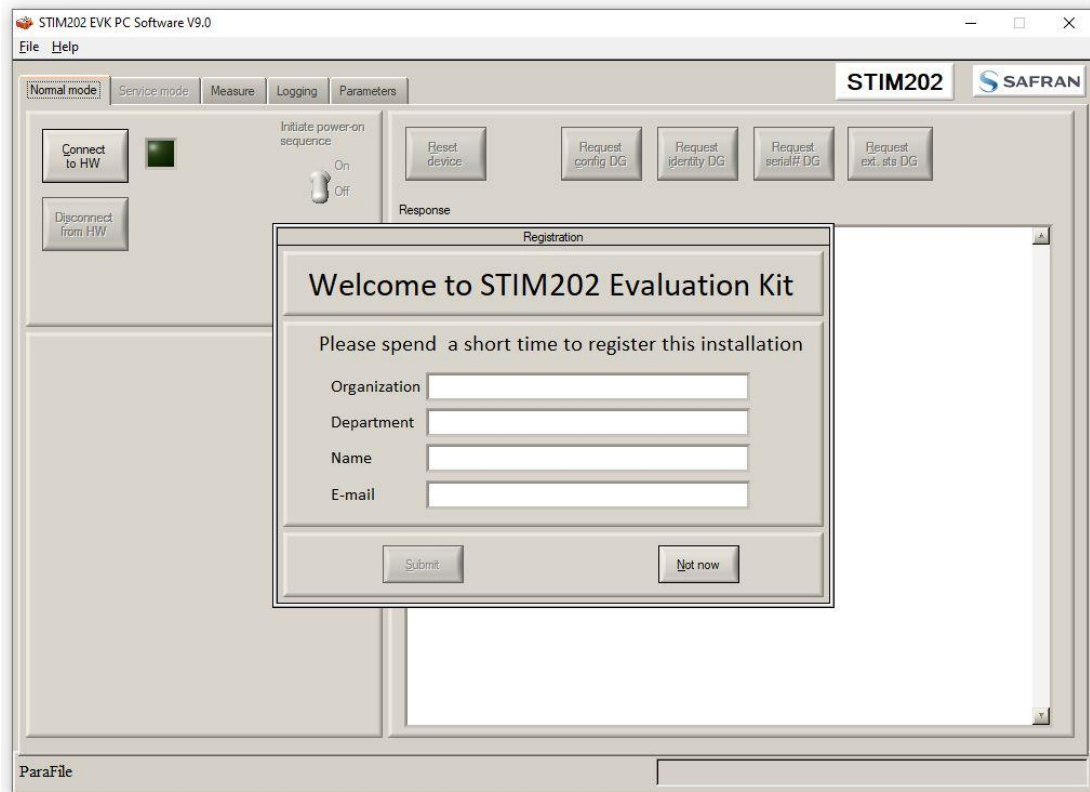 STIM202 EVK PC Software V9.0
File Help
Normal mode
Service mode
Measure
Logging
Parameters
STIM202
SAFRAN
Connect
to HW
Disconnect
from HW
Initiate power-on
sequence
On
Off
Reset
device
Request
config DG
Request
identity DG
Request
serial# DG
Request
ext. sts DG
Response
Registration
Welcome to STIM202 Evaluation Kit
Please spend a short time to register this installation
Organization
Department
Name
E-mail
Submit
Not now
ParaFile